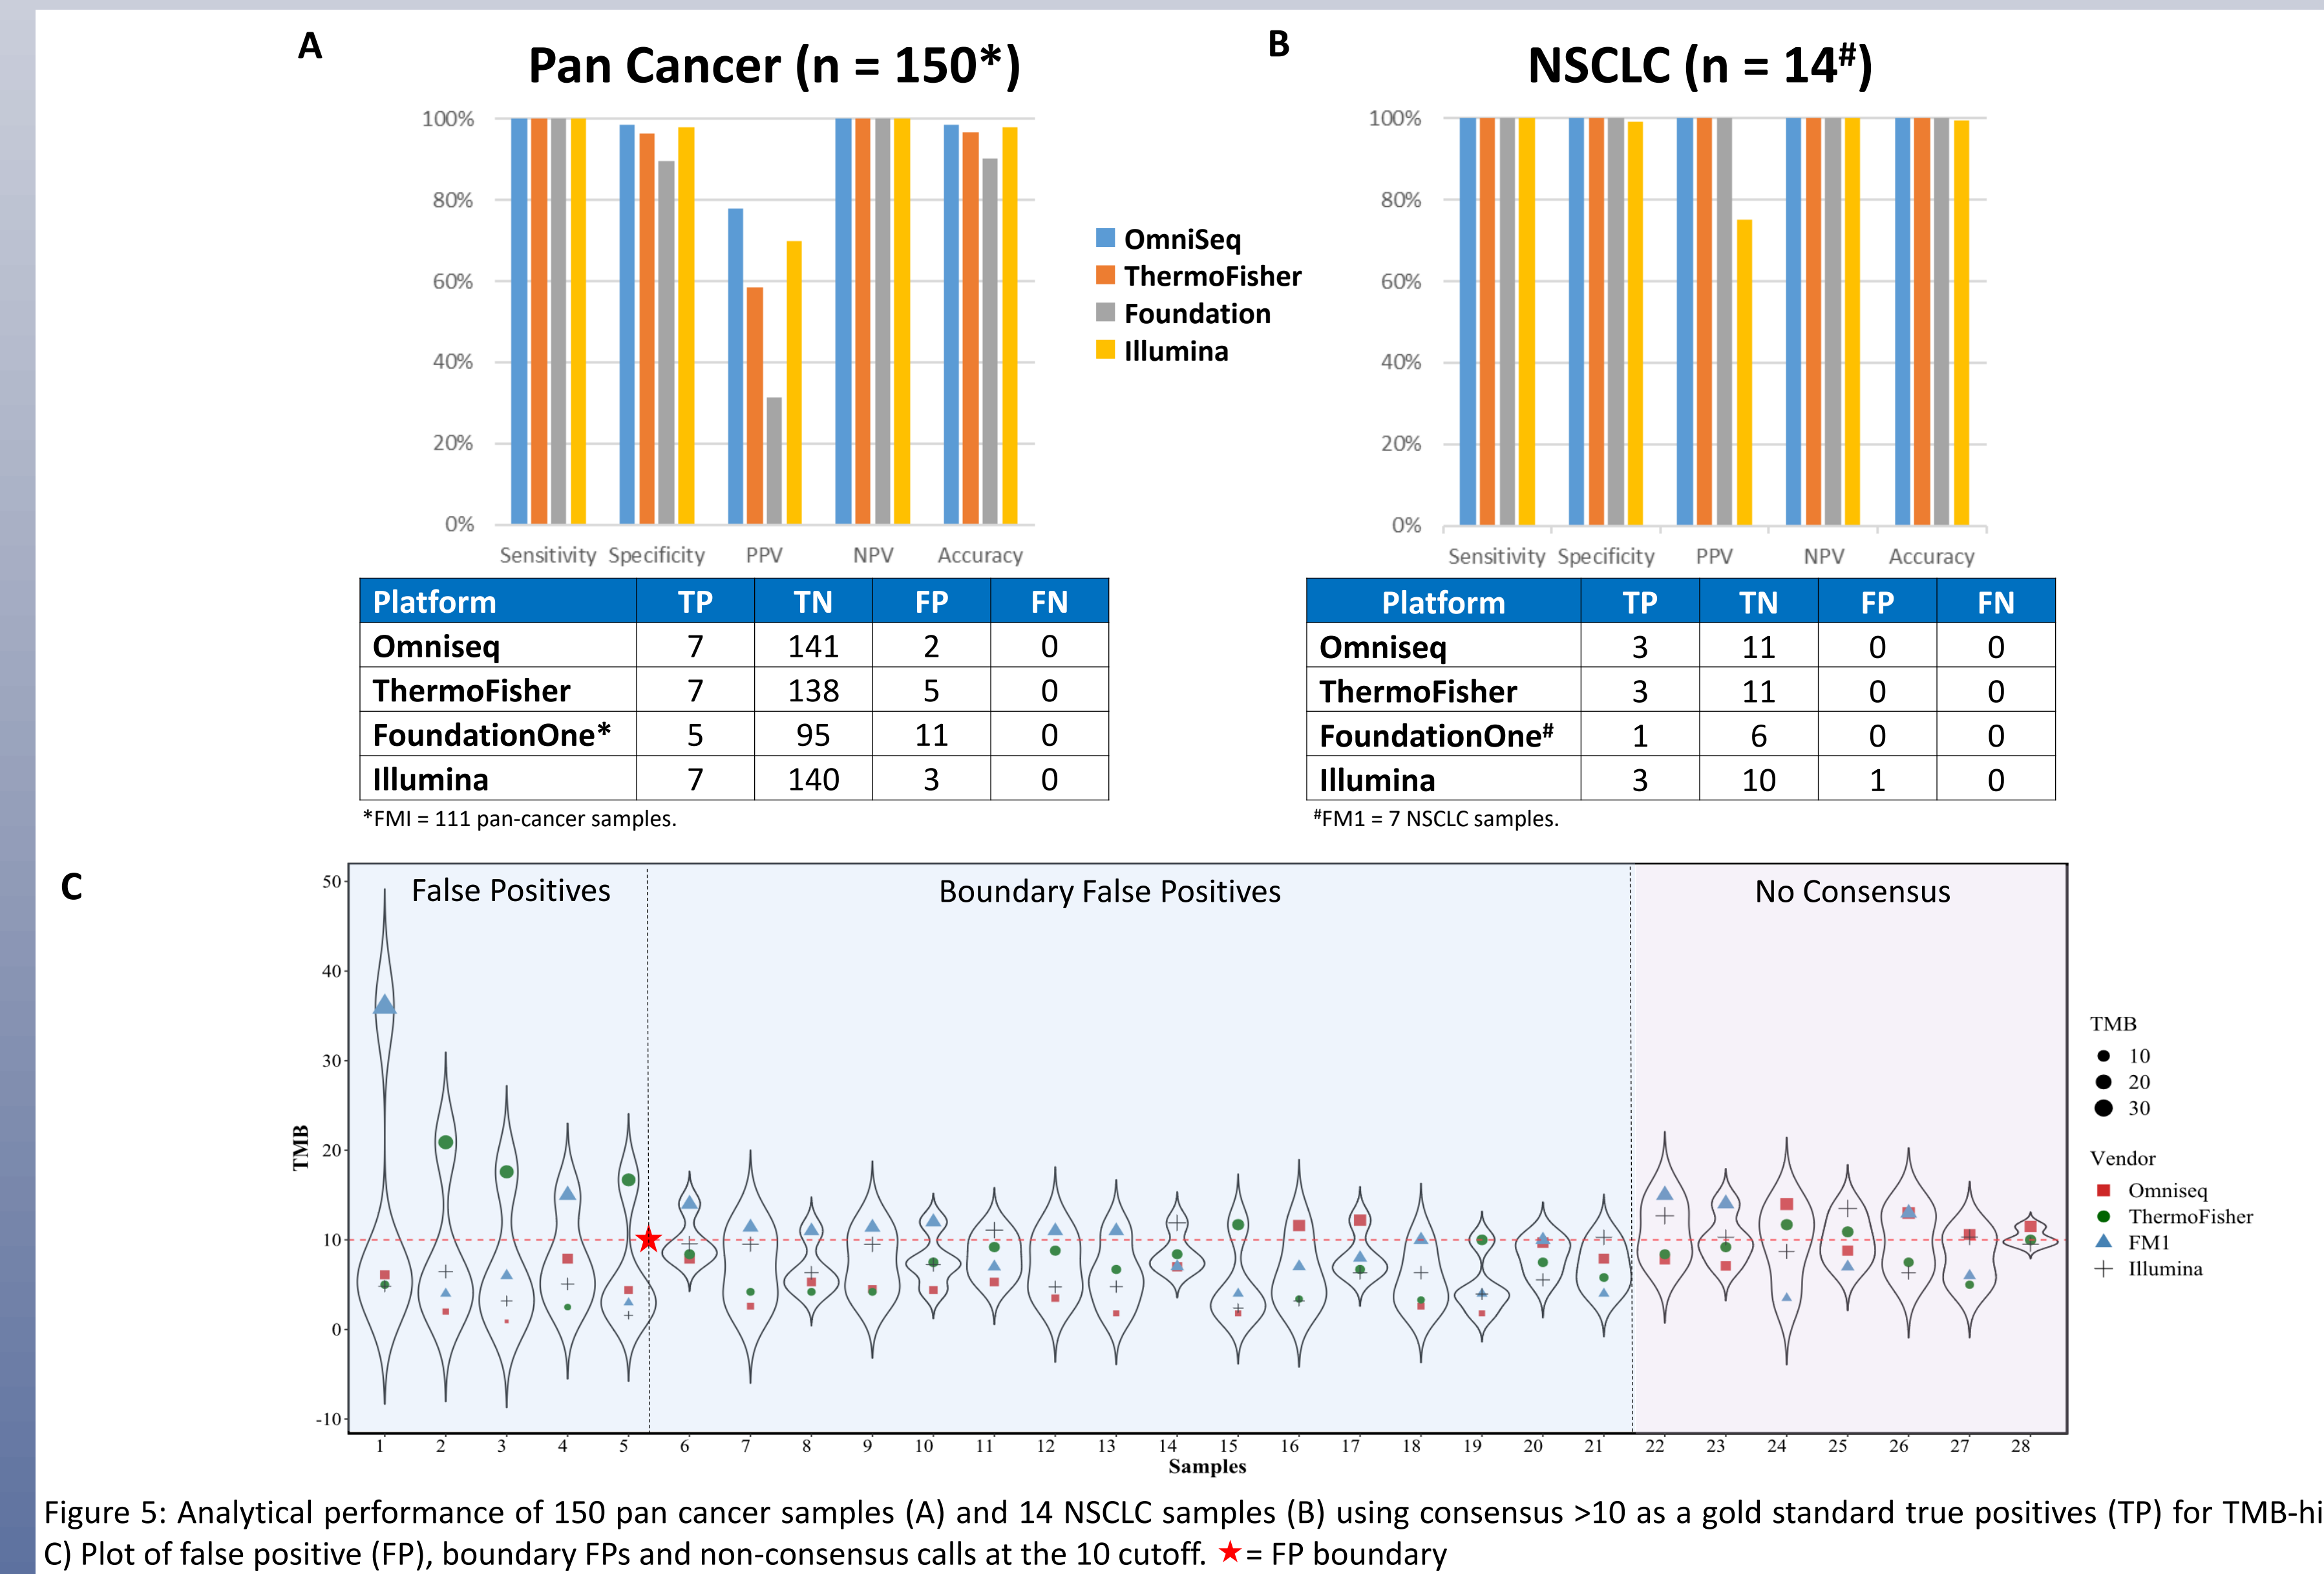 A
Pan Cancer (n = 150*)
100%
80%
60%
40%
20%
0%
Sensitivity Specificity PPV NPV Accuracy
OmniSeq
ThermoFisher
Foundation
Illumina
B
NSCLC (n = 14#)
100%
80%
60%
40%
20%
0%
Sensitivity Specificity PPV NPV Accuracy
Platform TP TN FP FN
Omniseq 7 141 2 0
ThermoFisher 7 138 5 0
FoundationOne* 5 95 11 0
Illumina 7 140 3 0
*FMI = 111 pan-cancer samples.
Platform TP TN FP FN
Omniseq 3 11 0 0
ThermoFisher 3 11 0 0
FoundationOne# 1 6 0 0
Illumina 3 10 1 0
#FM1 = 7 NSCLC samples.
C
False Positives Boundary False Positives No Consensus
TMB
50
40
30
20
10
0
-10
1 2 3 4 5 6 7 8 9 10 11 12 13 14 15 16 17 18 19 20 21 22 23 24 25 26 27 28
Samples
TMB
10
20
30
Vendor
Omniseq
ThermoFisher
FM1
Illumina
Figure 5: Analytical performance of 150 pan cancer samples (A) and 14 NSCLC samples (B) using consensus >10 as a gold standard true positives (TP) for TMB-hi
C) Plot of false positive (FP), boundary FPs and non-consensus calls at the 10 cutoff. ★= FP boundary